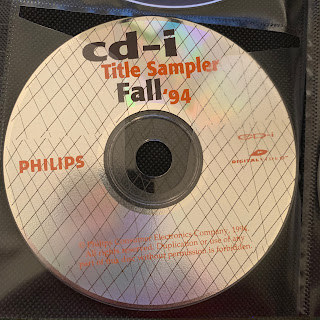 cd-i
Title Sampler
Fall '94
PHILIPS
CD-i
DIGITAL VIDEO
Electronics Company, 1994.
All rights reserved. Duplication or use of any
without permission is forbidden.